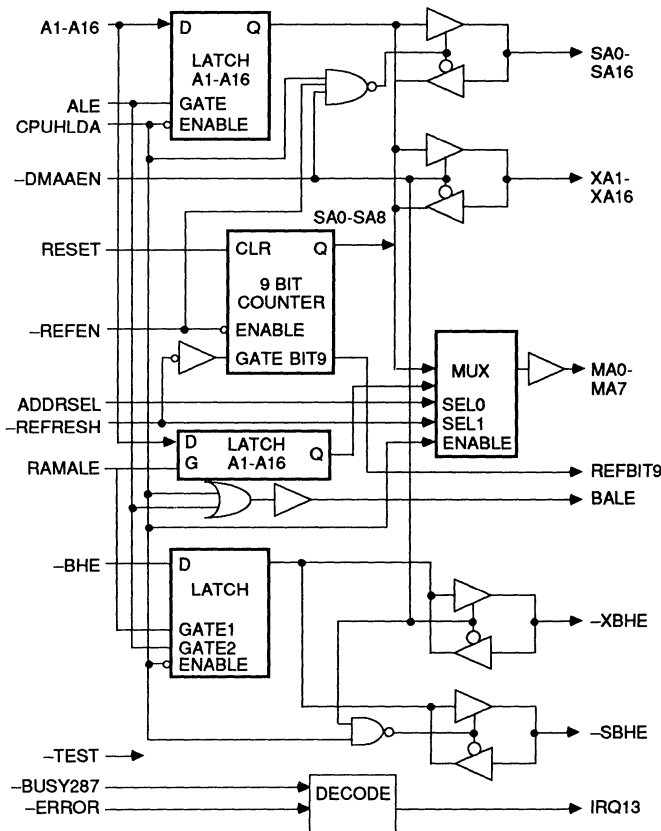 A1-A16
D Q
LATCH
A1-A16
GATE
ENABLE
ALE
CPUHLDA
–DMAAEN
SA0-
SA16
XA1-
XA16
SA0-SA8
RESET
CLR Q
9 BIT
COUNTER
–REFEN
ENABLE
GATE BIT9
MUX
SEL0
SEL1
ENABLE
MA0-
MA7
ADDRSEL
–REFRESH
D LATCH
G A1-A16 Q
RAMALE
REFBIT9
BALE
–BHE
D
LATCH
GATE1
GATE2
ENABLE
–XBHE
–SBHE
–TEST
–BUSY287
–ERROR
DECODE
IRQ13